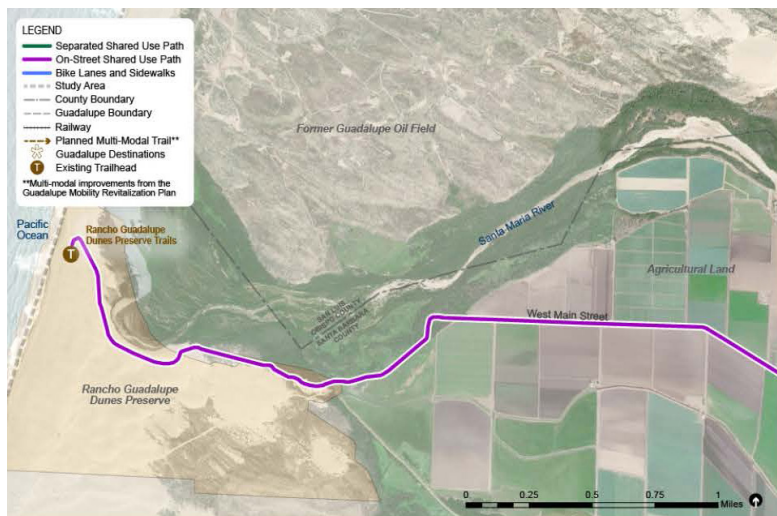 LEGEND
Separated Shared Use Path
On-Street Shared Use Path
Bike Lanes and Sidewalks
Study Area
County Boundary
Guadalupe Boundary
Railway
Planned Multi-Modal Trail**
Guadalupe Destinations
T Existing Trailhead
**Multi-modal improvements from the
Guadalupe Mobility Revitalization Plan
Former Guadalupe Oil Field
Pacific
Ocean
Rancho Guadalupe
Dunes Preserve Trails
T
Santa Maria River
Agricultural Land
SAN LUIS
OBISPO COUNTY
SANTA BARBARA
COUNTY
West Main Street
Rancho Guadalupe
Dunes Preserve
0 0.25 0.5 0.75 1
Miles